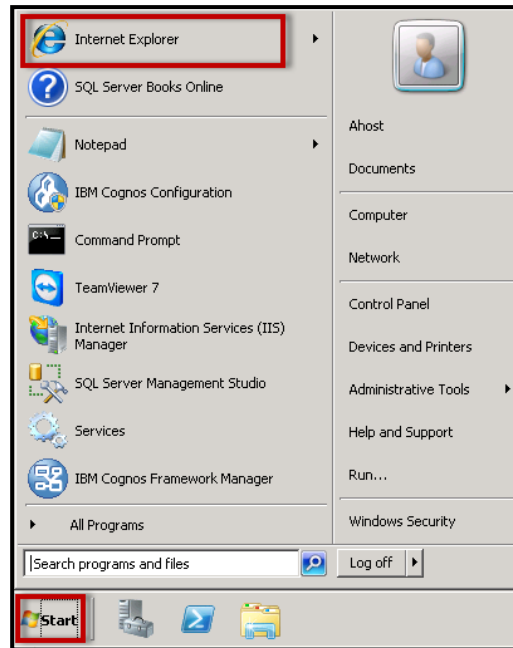 Internet Explorer
SQL Server Books Online
Notepad
IBM Cognos Configuration
Command Prompt
TeamViewer 7
Internet Information Services (IIS)
Manager
SQL Server Management Studio
Services
IBM Cognos Framework Manager
All Programs
Search programs and files
Ahost
Documents
Computer
Network
Control Panel
Devices and Printers
Administrative Tools
Help and Support
Run...
Windows Security
Log off
Start